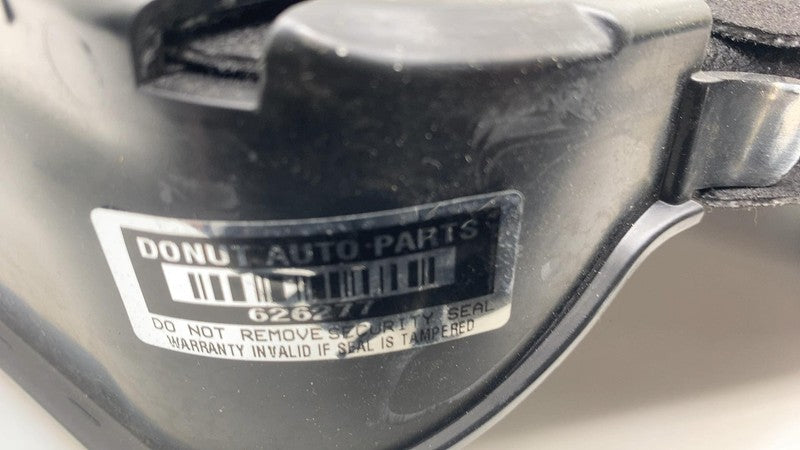 DONUT AUTO PARTS
626277
DO NOT REMOVE SECURITY SEAL
WARRANTY INVALID IF SEAL IS TAMPERED